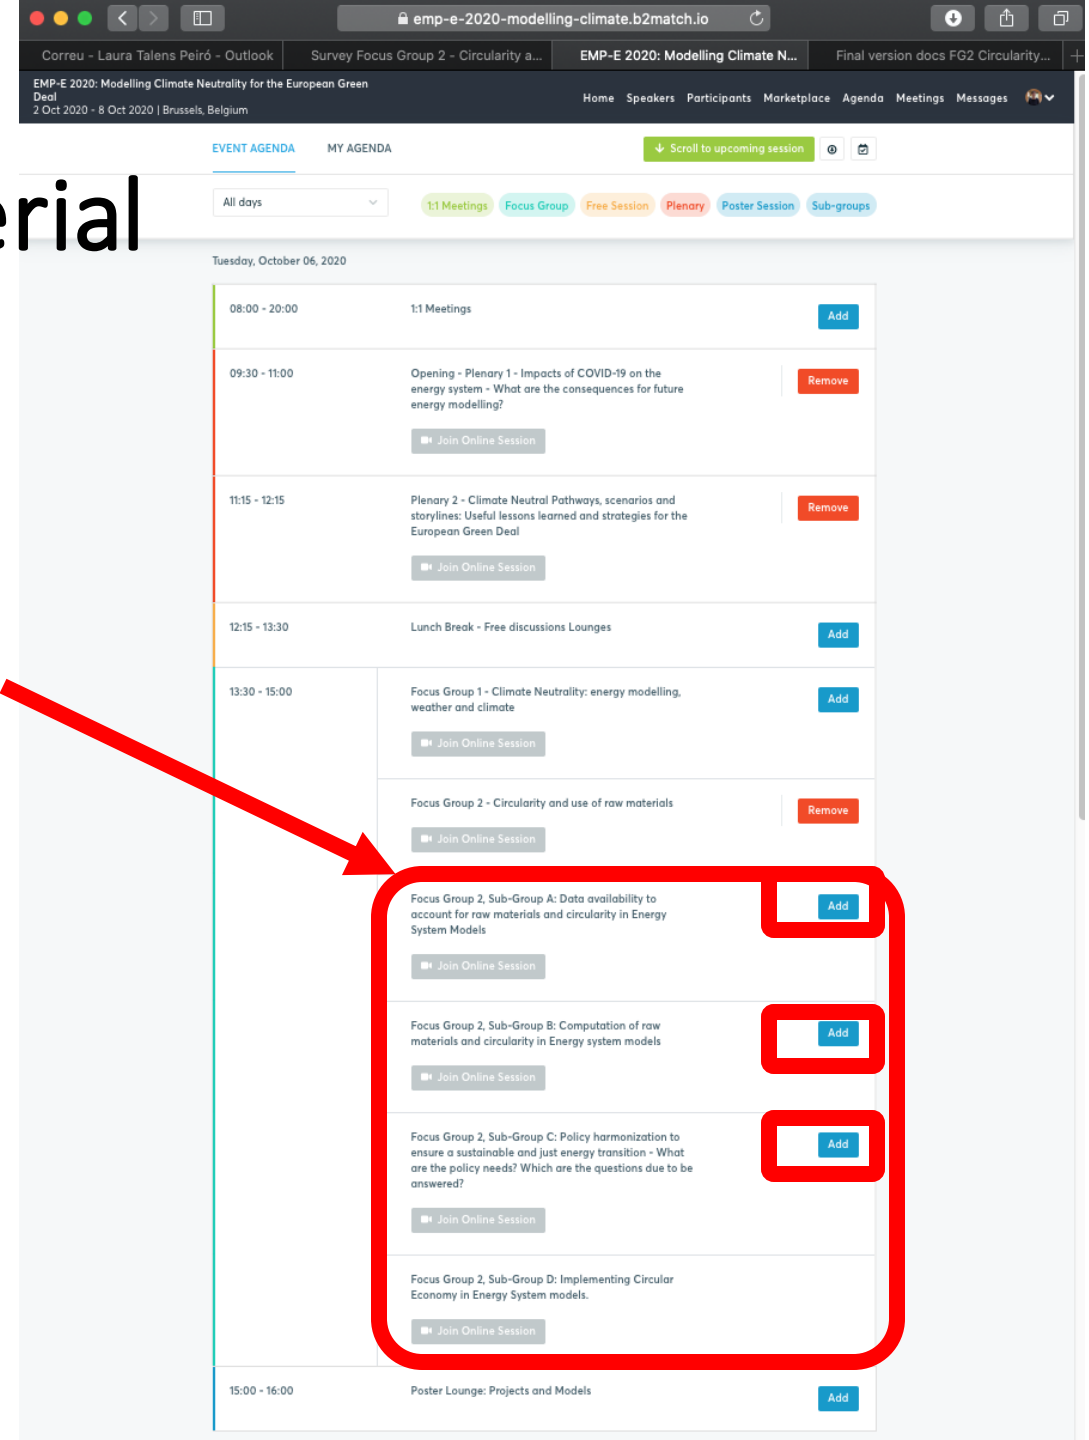 emp-e-2020-modelling-climate.b2match.io
Correu - Laura Talens Peiró - Outlook
Survey Focus Group 2 - Circularity a...
EMP-E 2020: Modelling Climate N...
Final version docs FG2 Circularity...
EMP-E 2020: Modelling Climate Neutrality for the European Green
Deal
2 Oct 2020 - 8 Oct 2020 | Brussels, Belgium
Home Speakers Participants Marketplace Agenda Meetings Messages
EVENT AGENDA MY AGENDA
Scroll to upcoming session
erial
All days
1:1 Meetings Focus Group Free Session Plenary Poster Session Sub-groups
Tuesday, October 06, 2020
08:00 - 20:00
1:1 Meetings
Add
09:30 - 11:00
Opening - Plenary 1 - Impacts of COVID-19 on the
energy system - What are the consequences for future
energy modelling?
Remove
Join Online Session
11:15 - 12:15
Plenary 2 - Climate Neutral Pathways, scenarios and
storylines: Useful lessons learned and strategies for the
European Green Deal
Remove
Join Online Session
12:15 - 13:30
Lunch Break - Free discussions Lounges
Add
13:30 - 15:00
Focus Group 1 - Climate Neutrality: energy modelling,
weather and climate
Add
Join Online Session
Focus Group 2 - Circularity and use of raw materials
Remove
Join Online Session
Focus Group 2, Sub-Group A: Data availability to
account for raw materials and circularity in Energy
System Models
Add
Join Online Session
Focus Group 2, Sub-Group B: Computation of raw
materials and circularity in Energy system models
Add
Join Online Session
Focus Group 2, Sub-Group C: Policy harmonization to
ensure a sustainable and just energy transition - What
are the policy needs? Which are the questions due to be
answered?
Add
Join Online Session
Focus Group 2, Sub-Group D: Implementing Circular
Economy in Energy System models.
Join Online Session
15:00 - 16:00
Poster Lounge: Projects and Models
Add